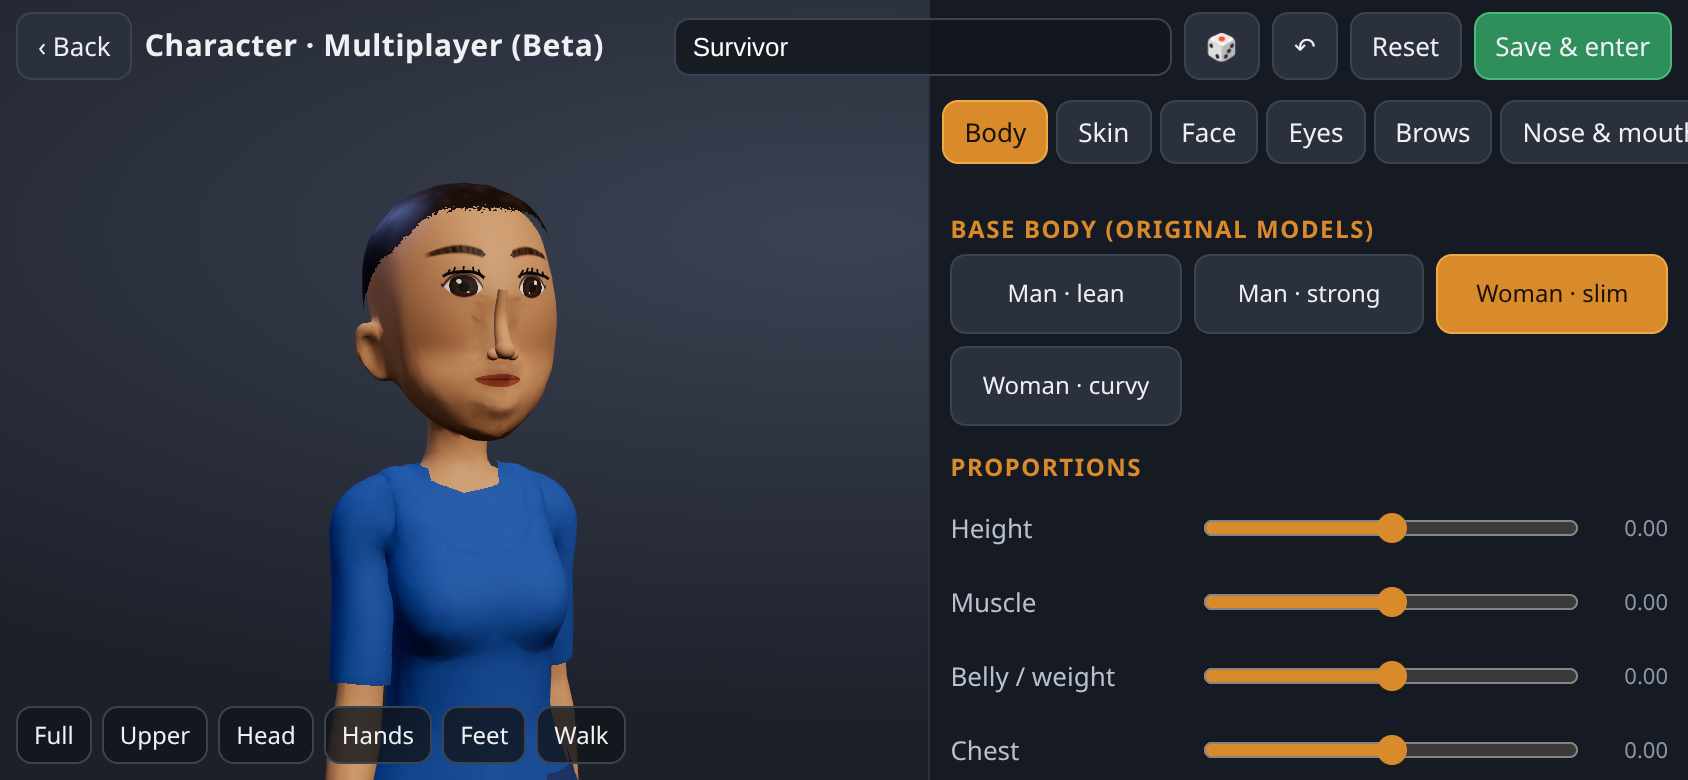 ‹ Back
Character · Multiplayer (Beta)
Survivor
↶
Reset
Save & enter
Body
Skin
Face
Eyes
Brows
Nose & mouth
BASE BODY (ORIGINAL MODELS)
Man · lean
Man · strong
Woman · slim
Woman · curvy
PROPORTIONS
Height
0.00
Muscle
0.00
Belly / weight
0.00
Chest
0.00
Full
Upper
Head
Hands
Feet
Walk